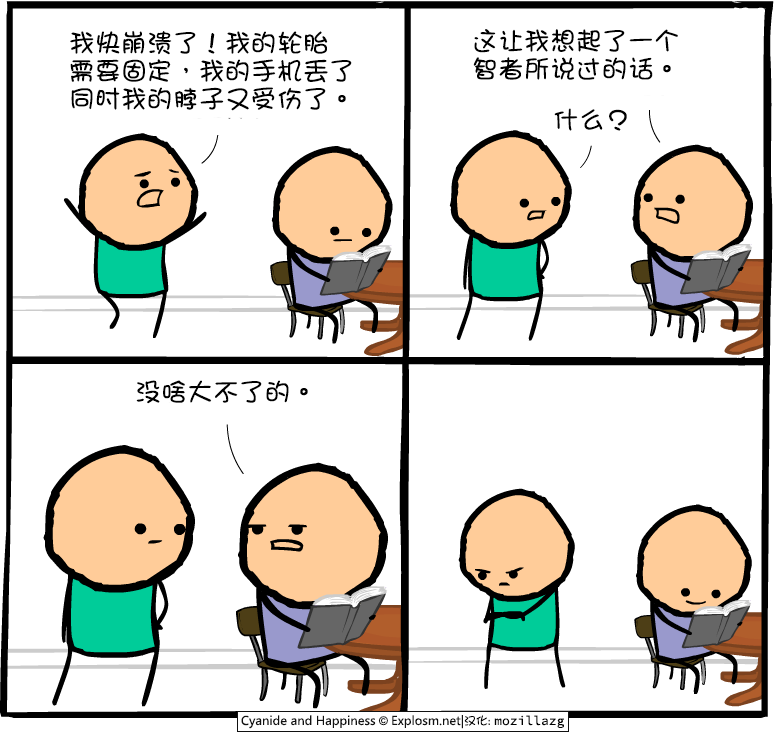 我快崩溃了！我的轮胎
需要固定，我的手机丢了
同时我的脖子又受伤了。
这让我想起了一个
智者所说过的话。
什么？
没啥大不了的。
Cyanide and Happiness © Explosm.net|汉化: mozillazg